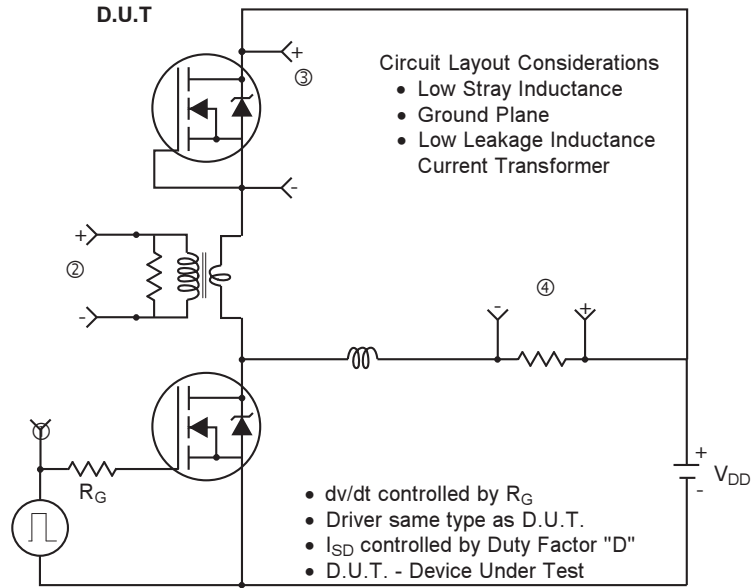 D.U.T
+
③
-
Circuit Layout Considerations
• Low Stray Inductance
• Ground Plane
• Low Leakage Inductance
Current Transformer
+
②
-
④
- +
R_G
+
V_DD
-
• dv/dt controlled by R_G
• Driver same type as D.U.T.
• I_SD controlled by Duty Factor "D"
• D.U.T. - Device Under Test